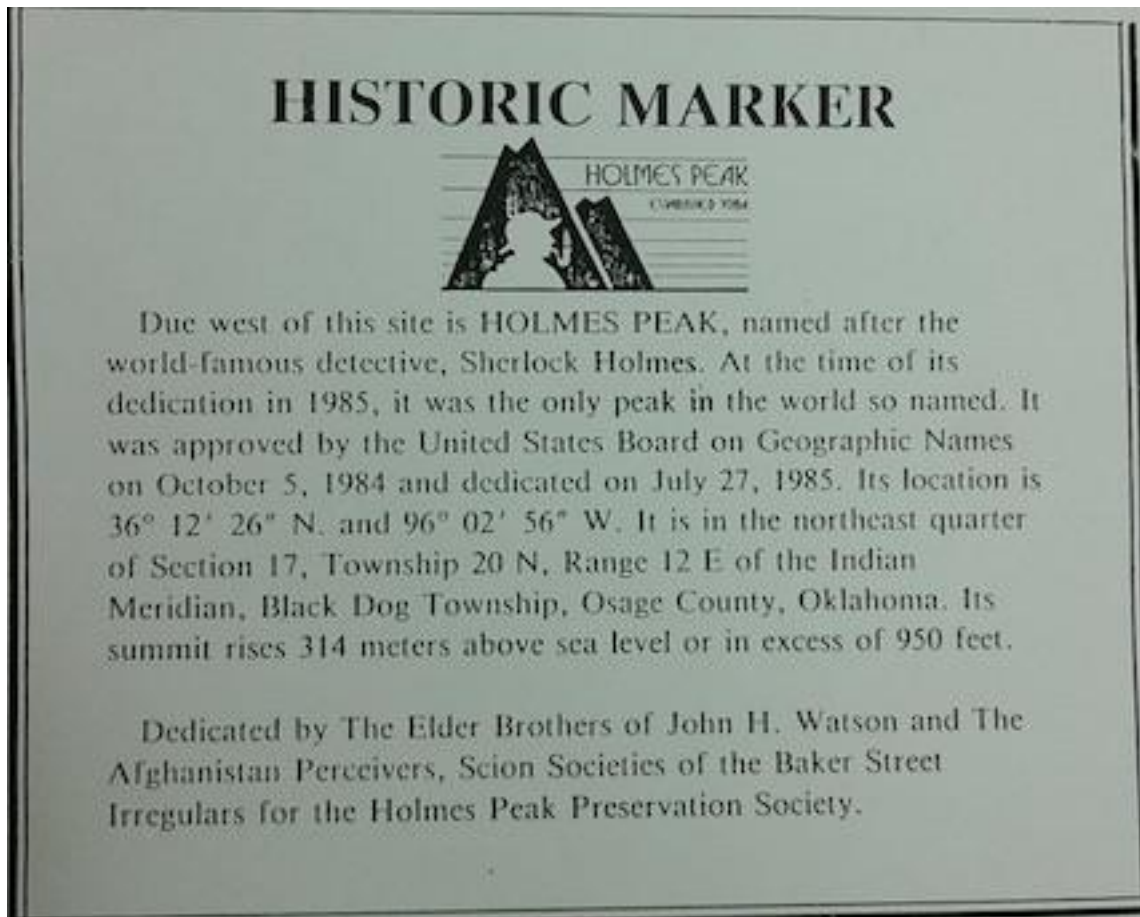 HISTORIC MARKER
HOLMES PEAK
Due west of this site is HOLMES PEAK, named after the
world-famous detective, Sherlock Holmes. At the time of its
dedication in 1985, it was the only peak in the world so named. It
was approved by the United States Board on Geographic Names
on October 5, 1984 and dedicated on July 27, 1985. Its location is
36° 12' 26" N. and 96° 02' 56" W. It is in the northeast quarter
of Section 17, Township 20 N, Range 12 E of the Indian
Meridian, Black Dog Township, Osage County, Oklahoma. Its
summit rises 314 meters above sea level or in excess of 950 feet.
Dedicated by The Elder Brothers of John H. Watson and The
Afghanistan Perceivers, Scion Societies of the Baker Street
Irregulars for the Holmes Peak Preservation Society.